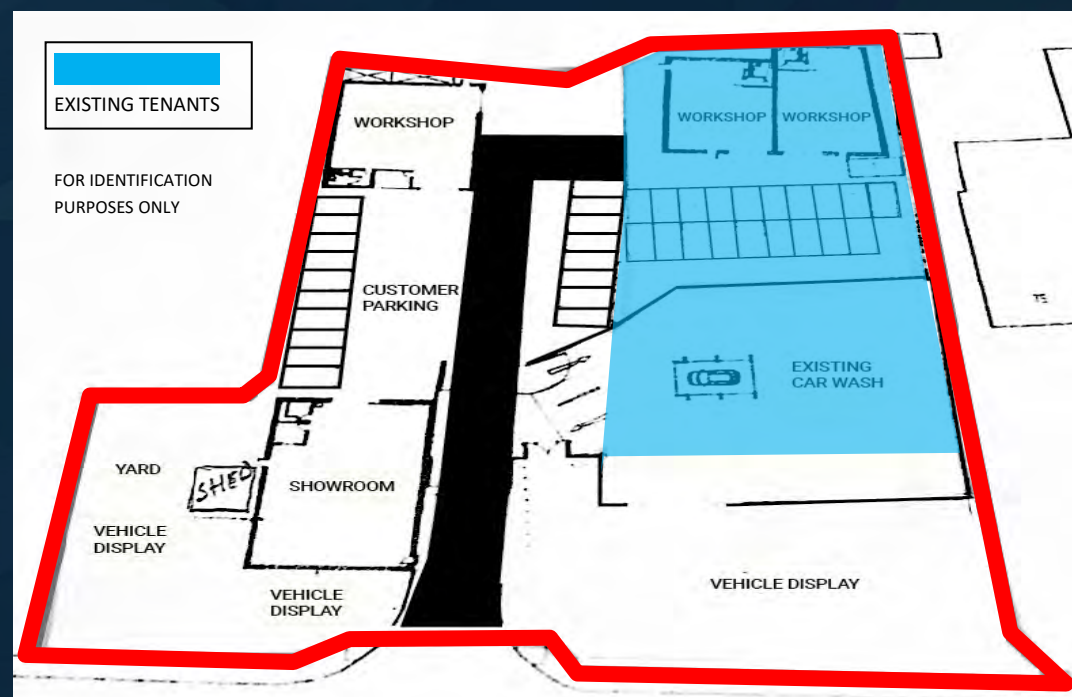 EXISTING TENANTS
FOR IDENTIFICATION
PURPOSES ONLY
WORKSHOP
WORKSHOP
WORKSHOP
CUSTOMER
PARKING
EXISTING
CAR WASH
YARD
SHED
SHOWROOM
VEHICLE
DISPLAY
VEHICLE
DISPLAY
VEHICLE DISPLAY